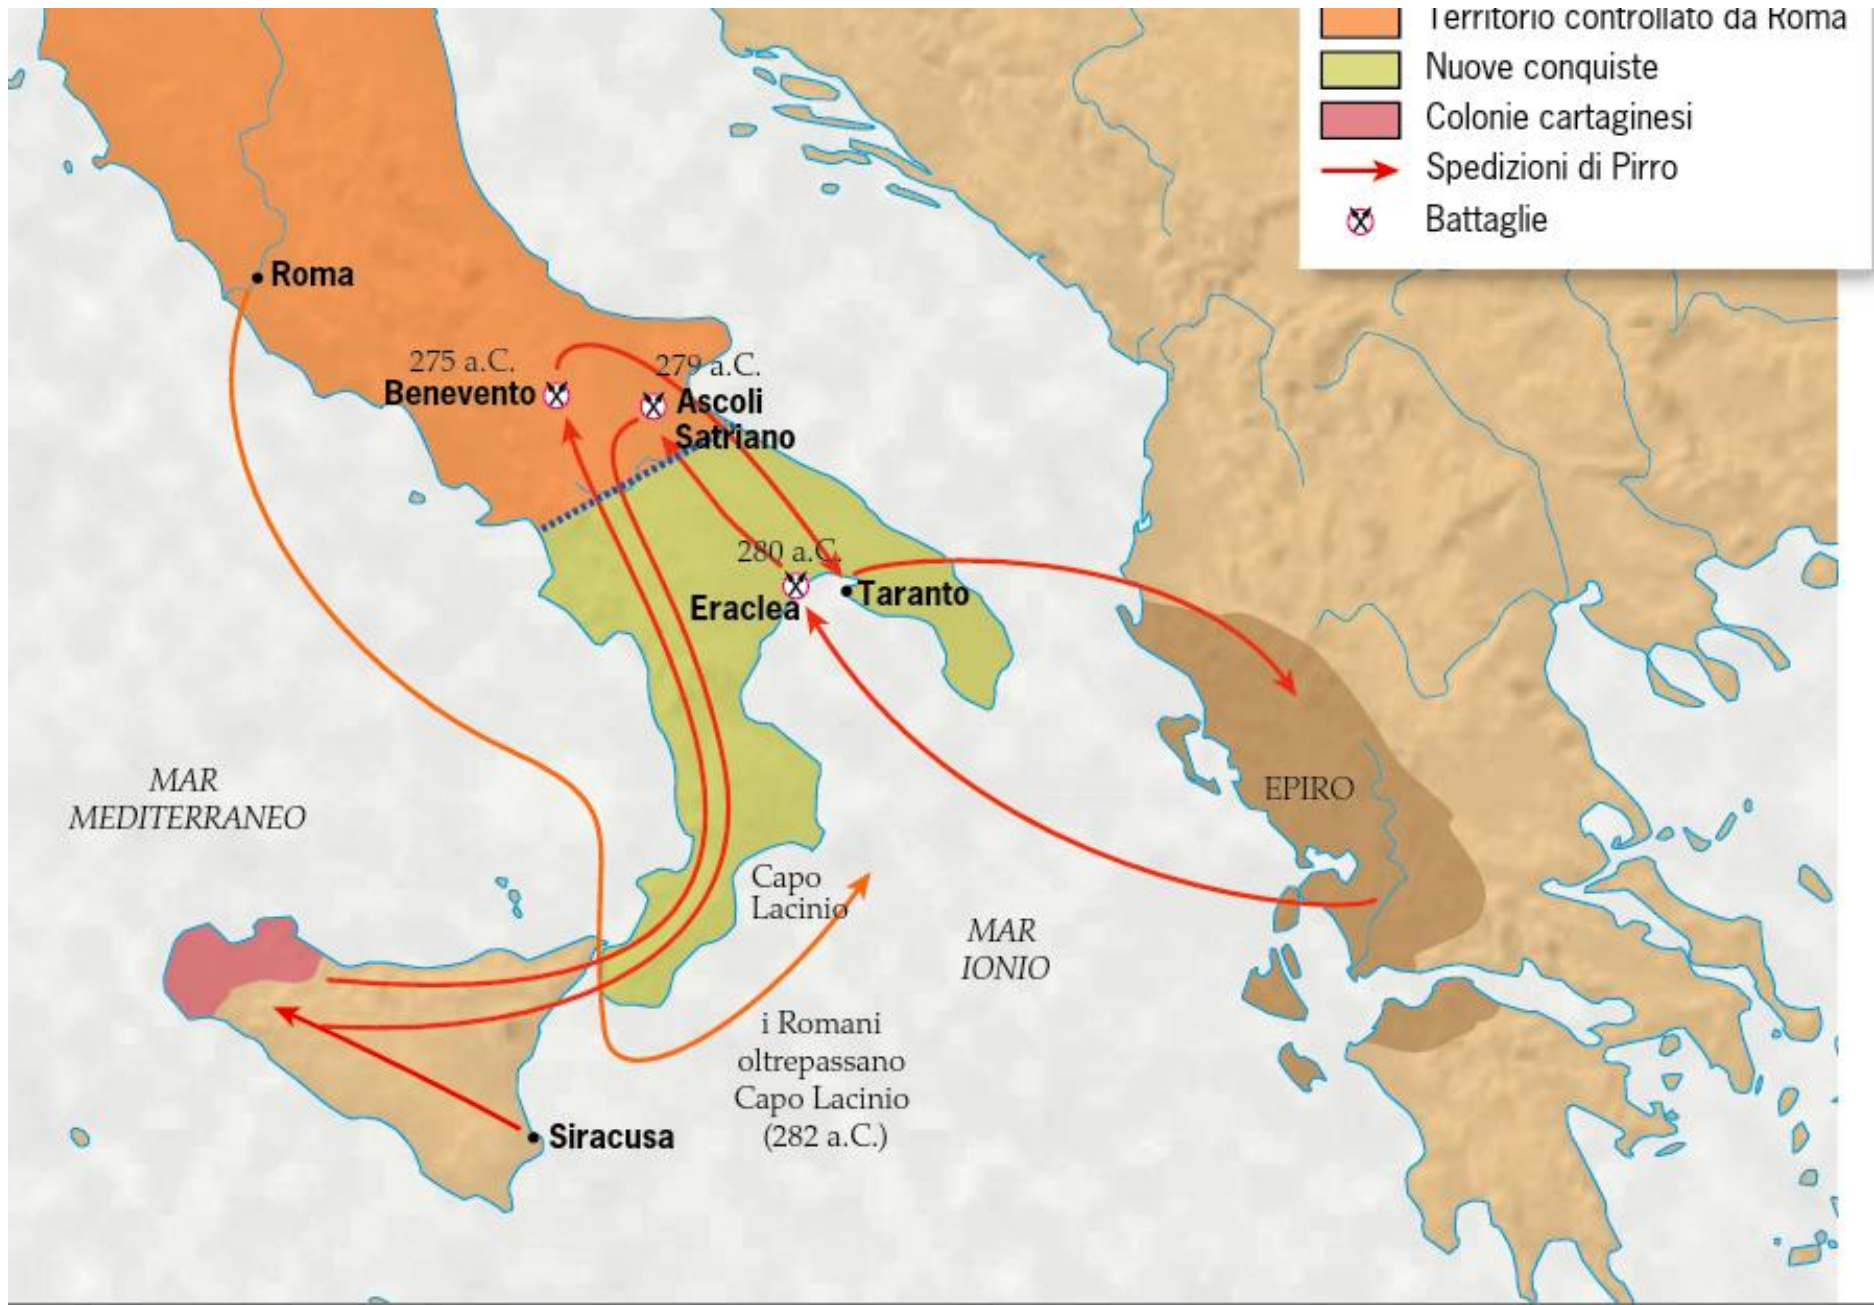 Territorio controllato da Roma
Nuove conquiste
Colonie cartaginesi
Spedizioni di Pirro
Battaglie
Roma
275 a.C.
Benevento
279 a.C.
Ascoli
Satriano
280 a.C.
Eraclea
Taranto
MAR
MEDITERRANEO
EPIRO
Capo
Lacinio
MAR
IONIO
i Romani
oltrepassano
Capo Lacinio
(282 a.C.)
Siracusa